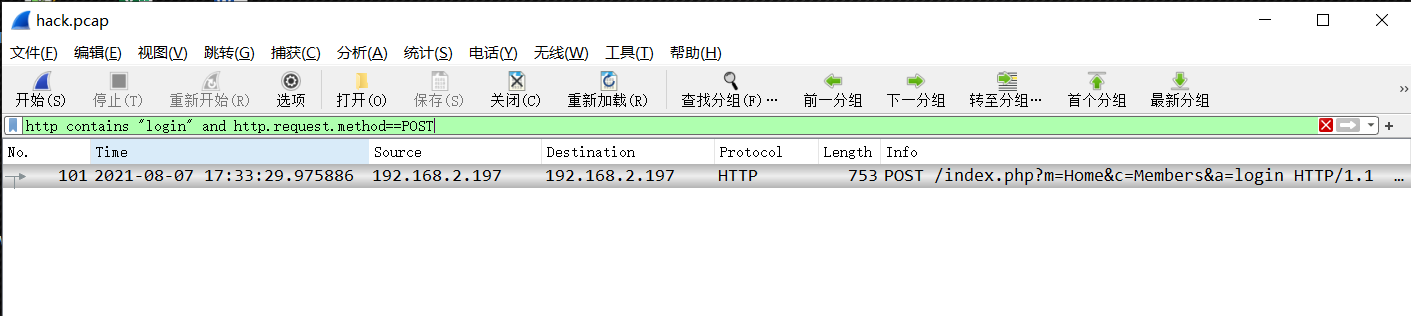 hack.pcap
文件(F) 编辑(E) 视图(V) 跳转(G) 捕获(C) 分析(A) 统计(S) 电话(Y) 无线(W) 工具(T) 帮助(H)
开始(S) 停止(T) 重新开始(R) 选项 打开(O) 保存(S) 关闭(C) 重新加载(R) 查找分组(F)… 前一分组 下一分组 转至分组… 首个分组 最新分组
http contains "login" and http.request.method==POST
No. Time Source Destination Protocol Length Info
101 2021-08-07 17:33:29.975886 192.168.2.197 192.168.2.197 HTTP 753 POST /index.php?m=Home&c=Members&a=login HTTP/1.1 …